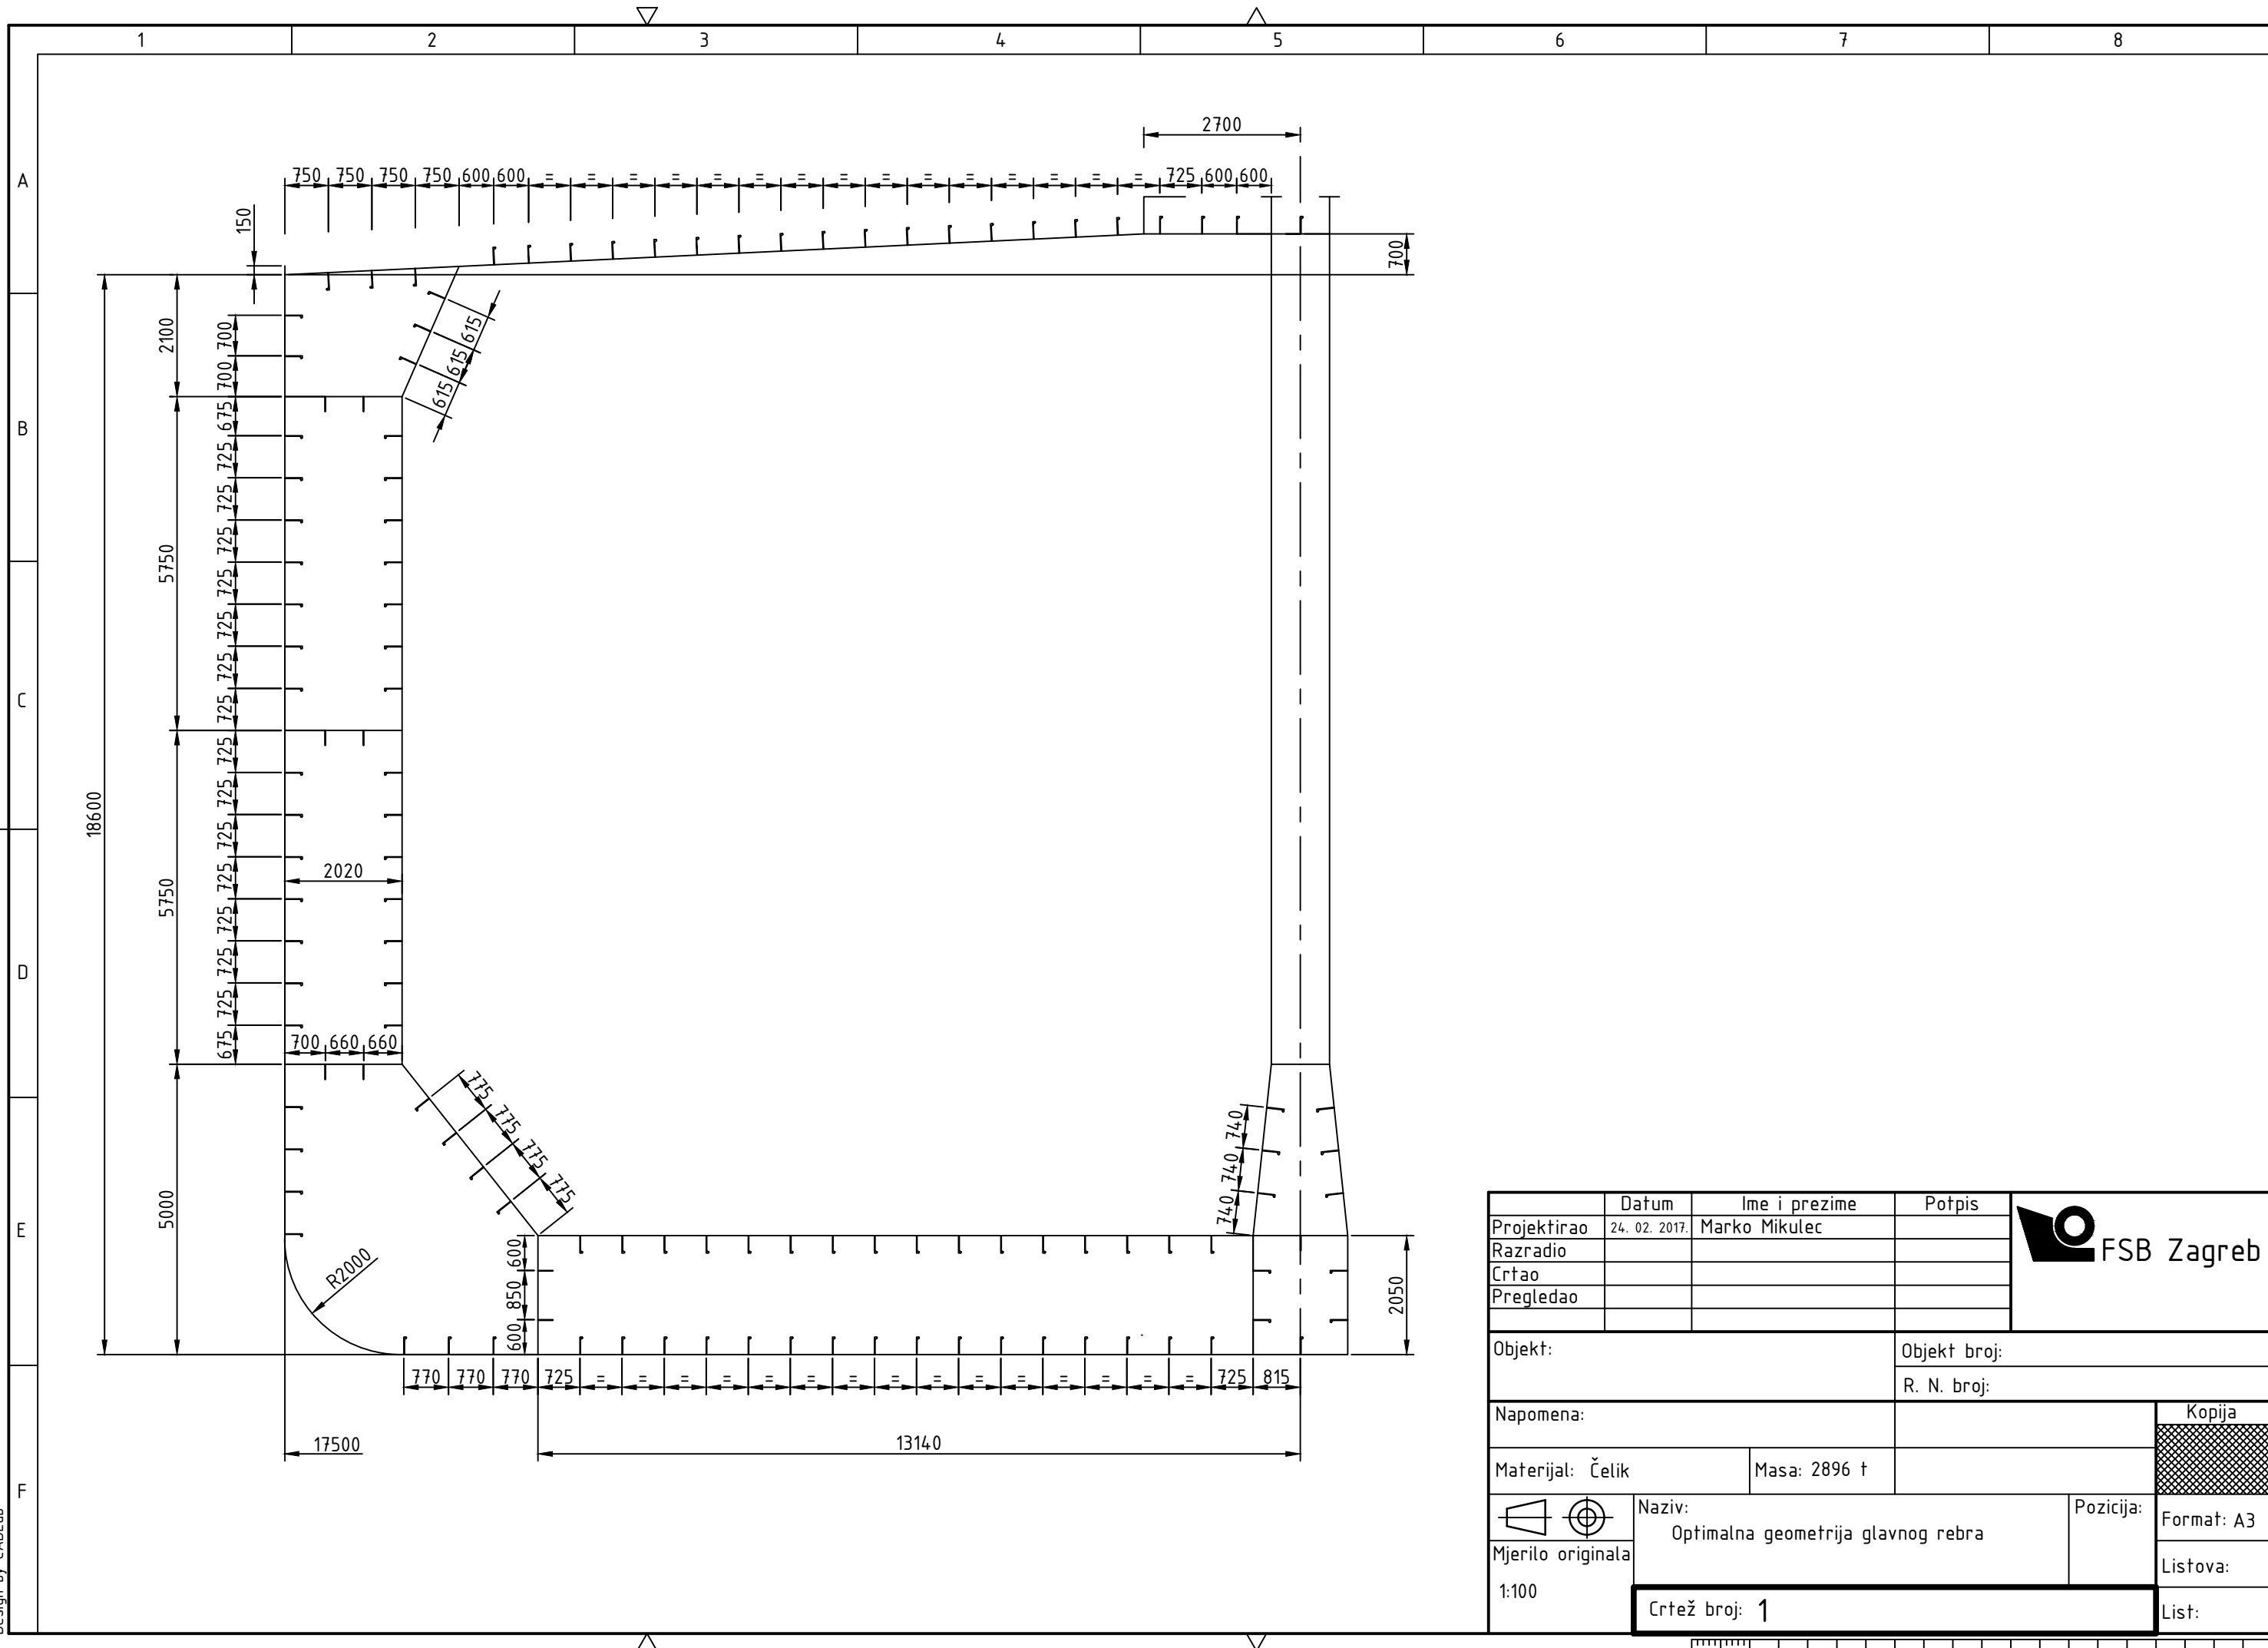 1 2 3 4 5 6 7 8
A
B
C
D
E
F
2700
750 750 750 750 600 600 = = = = = = = = = = = = = = = 725 600 600
150
700
2100
700
700
675
725
725
725
725
725
725
725
5750
615
615
615
18600
725
725
725
725
725
725
725
675
5750
2020
700 660 660
5000
775
775
775
775
740
740
740
R2000
600
850
600
2050
770 770 770 725 = = = = = = = = = = = = = = = 725 815
17500
13140
Datum Ime i prezime Potpis
Projektirao 24. 02. 2017. Marko Mikulec
Razradio
Crtao
Pregledao
FSB Zagreb
Objekt:
Objekt broj:
R. N. broj:
Napomena:
Kopija
Materijal: Čelik
Masa: 2896 t
Naziv:
Optimalna geometrija glavnog rebra
Pozicija:
Format: A3
Mjerilo originala
1:100
Listova:
Crtež broj: 1
List: